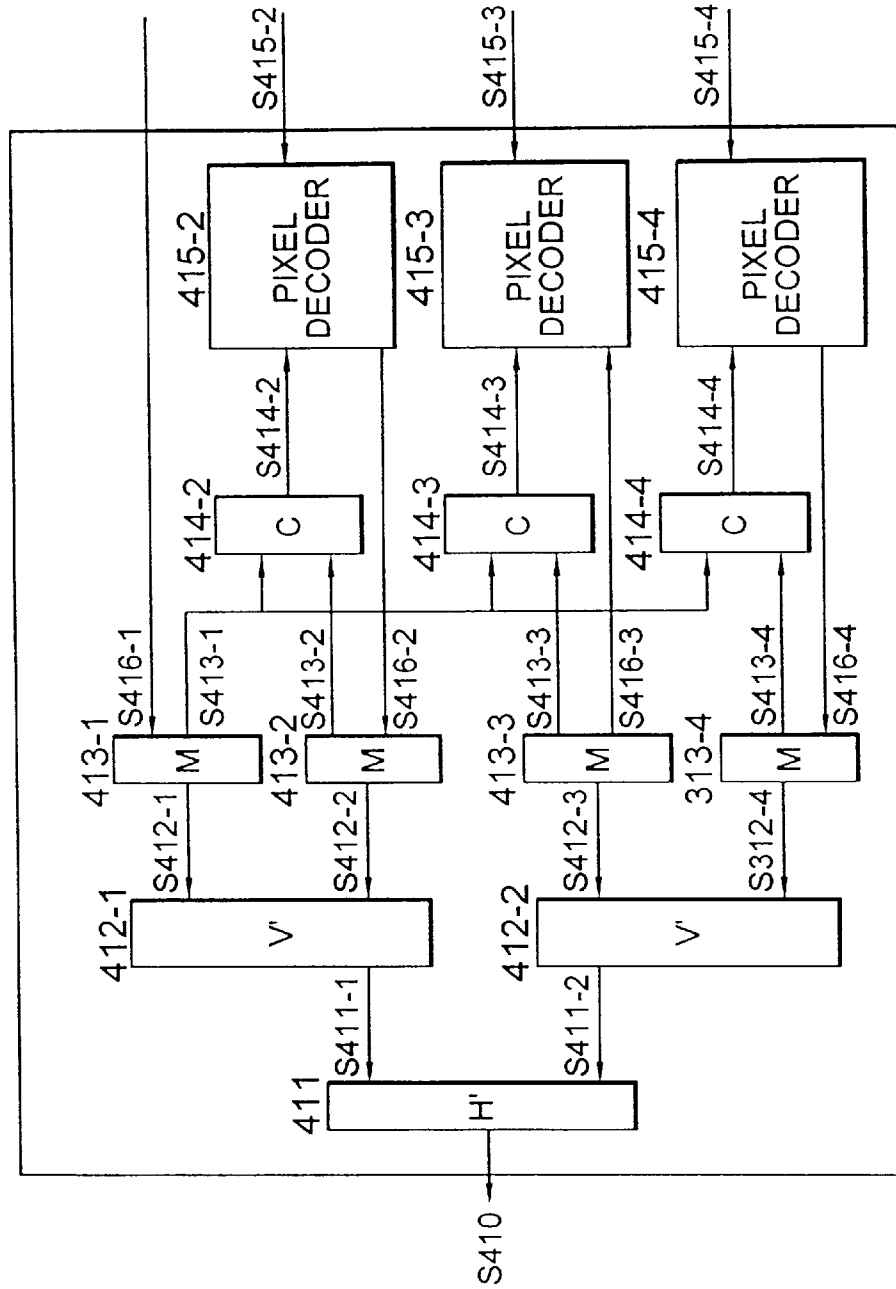 S415-2
S415-3
S415-4
415-2
PIXEL
DECODER
415-3
PIXEL
DECODER
415-4
PIXEL
DECODER
S414-2
S414-3
S414-4
414-2
C
414-3
C
414-4
C
S416-1
S413-1
S413-2
S416-2
S413-3
S416-3
S413-4
S416-4
413-1
M
413-2
M
413-3
M
313-4
M
S412-1
S412-2
S412-3
S312-4
412-1
V'
412-2
V'
S411-1
S411-2
411
H'
S410